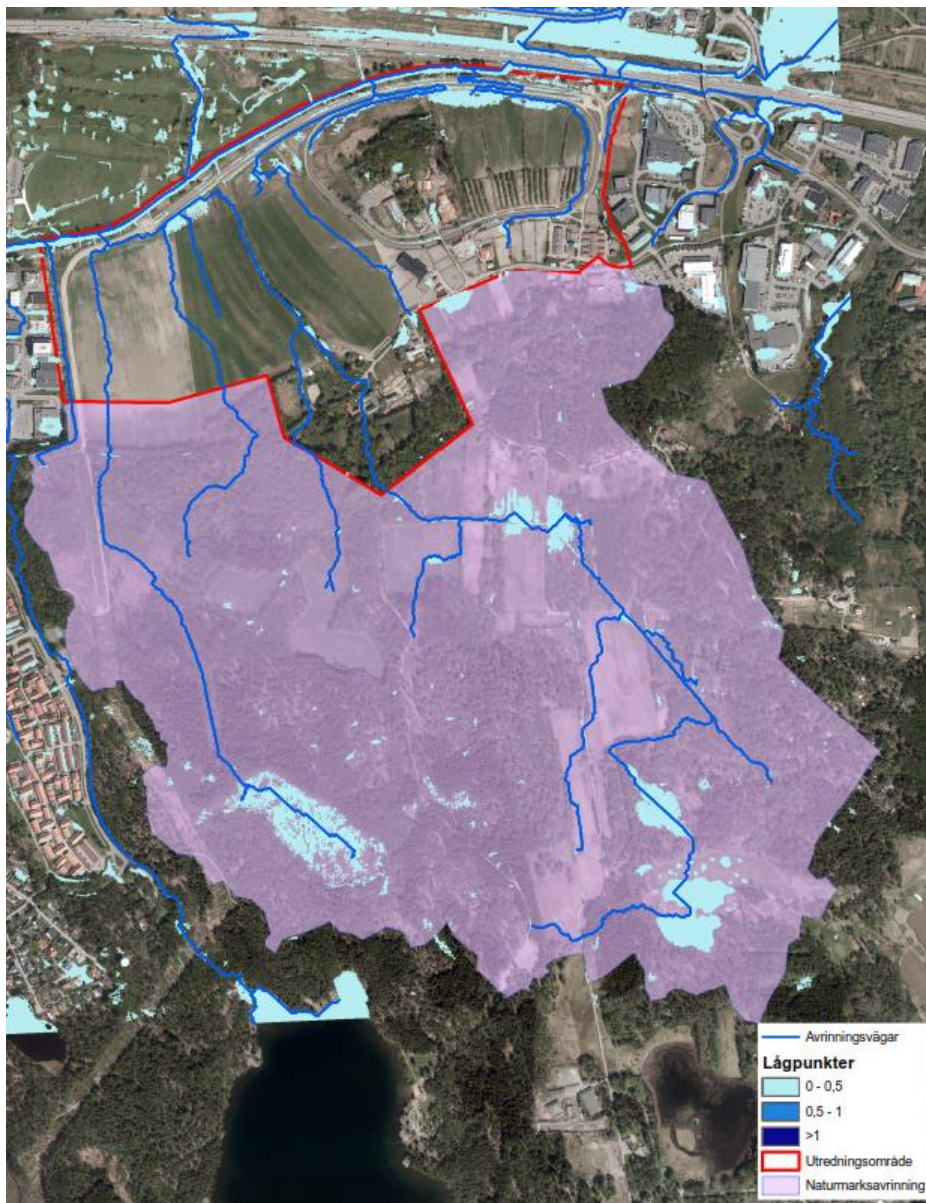 Avrinningsvägar
Lågpunkter
0 - 0,5
0,5 - 1
>1
Utredningsområde
Naturmarksavrinning